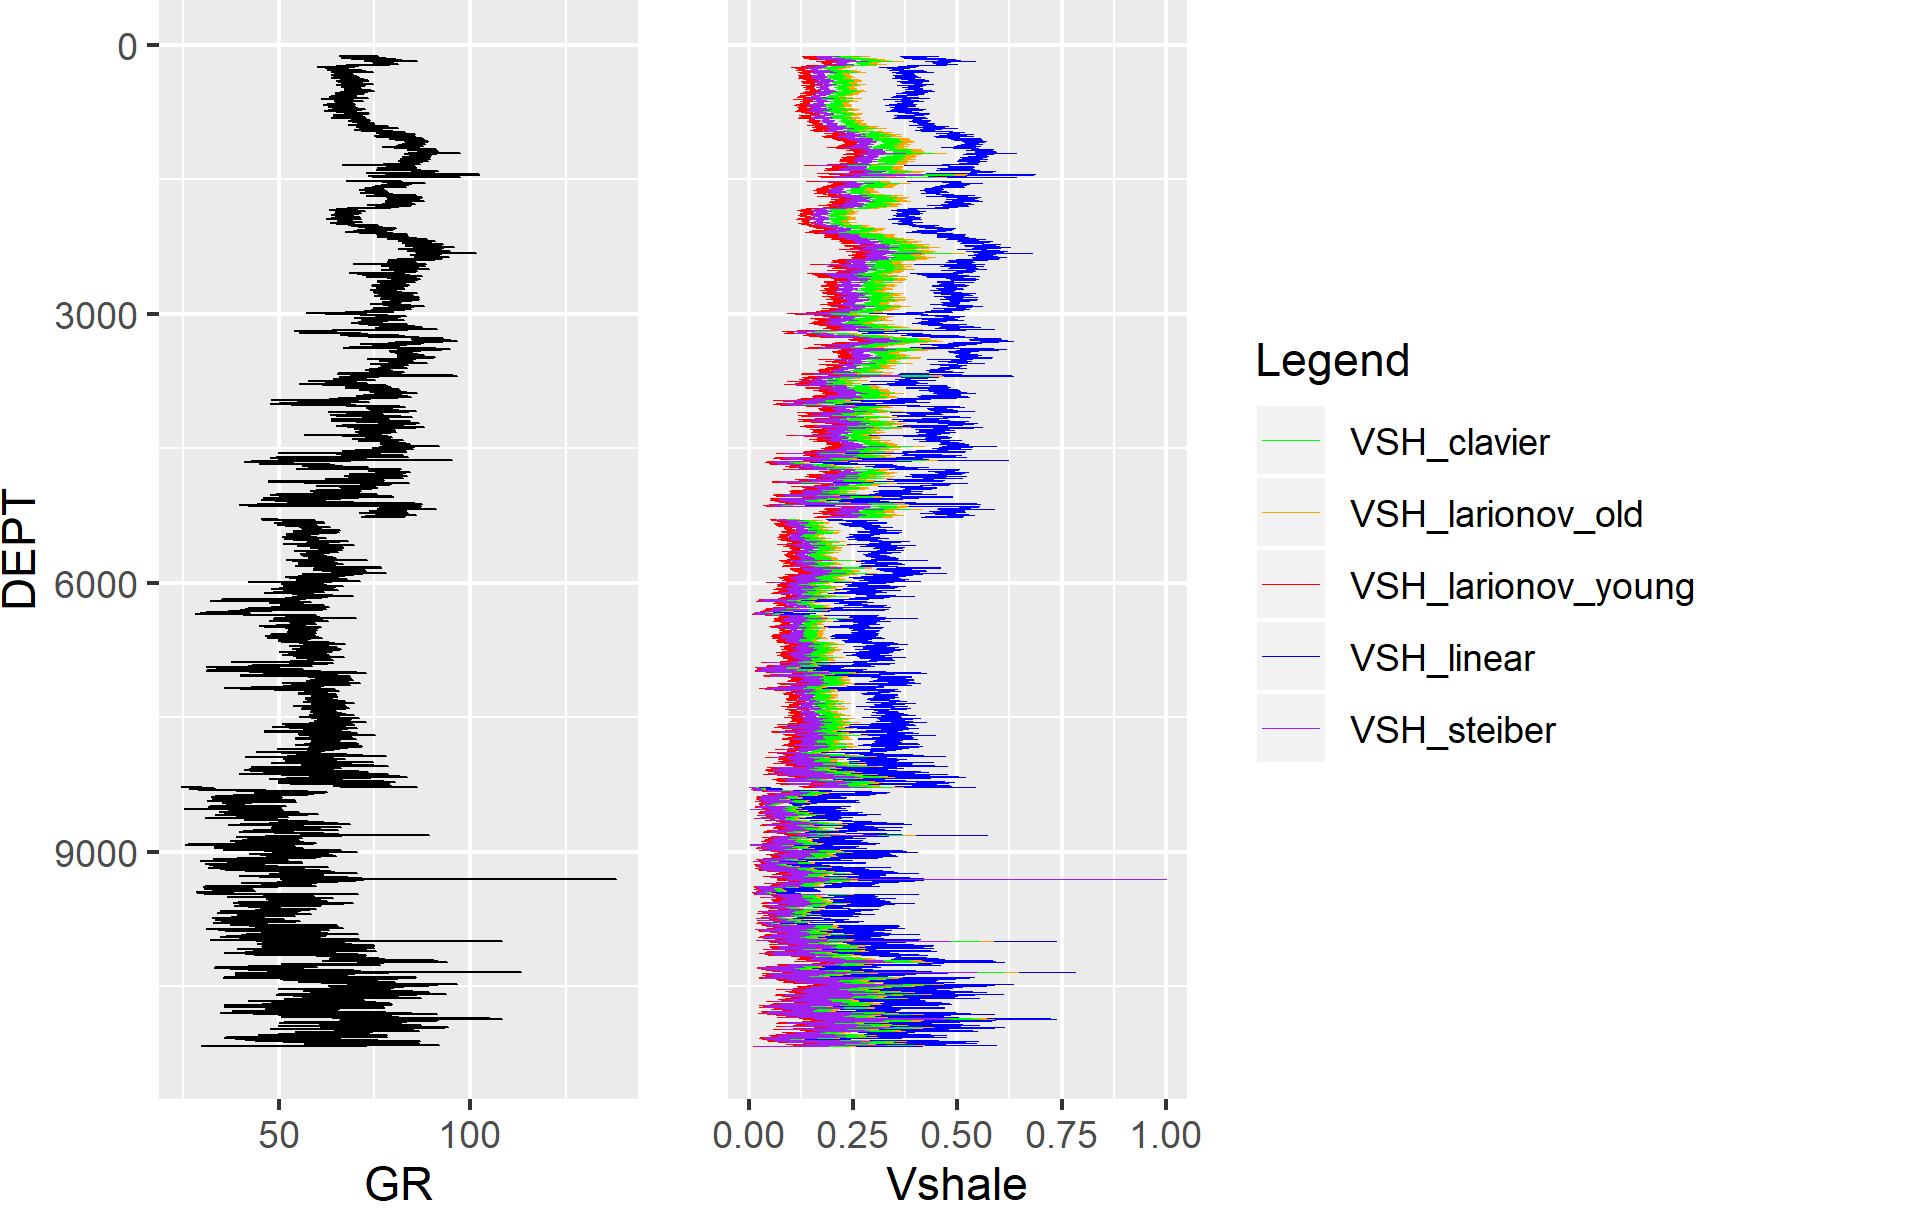 0
3000
6000
9000
DEPT
50 100
GR
0.00 0.25 0.50 0.75 1.00
Vshale
Legend
VSH_clavier
VSH_larionov_old
VSH_larionov_young
VSH_linear
VSH_steiber